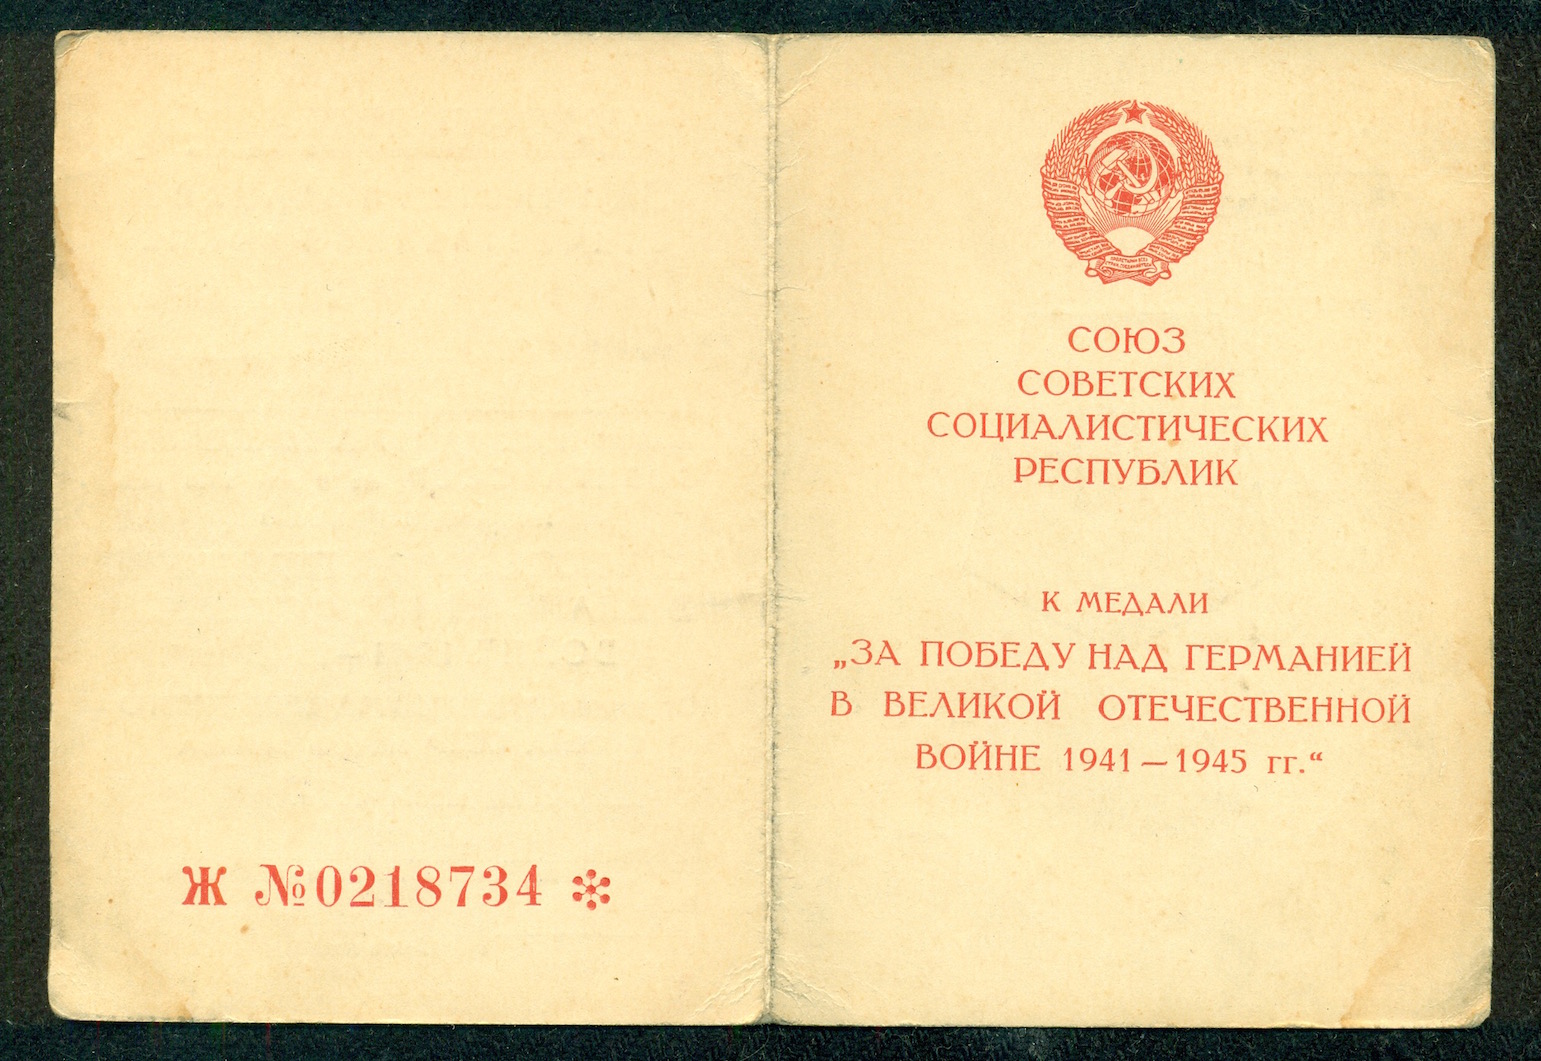 Ж №0218734
СОЮЗ
СОВЕТСКИХ
СОЦИАЛИСТИЧЕСКИХ
РЕСПУБЛИК
К МЕДАЛИ
„ЗА ПОБЕДУ НАД ГЕРМАНИЕЙ
В ВЕЛИКОЙ ОТЕЧЕСТВЕННОЙ
ВОЙНЕ 1941—1945 гг.“